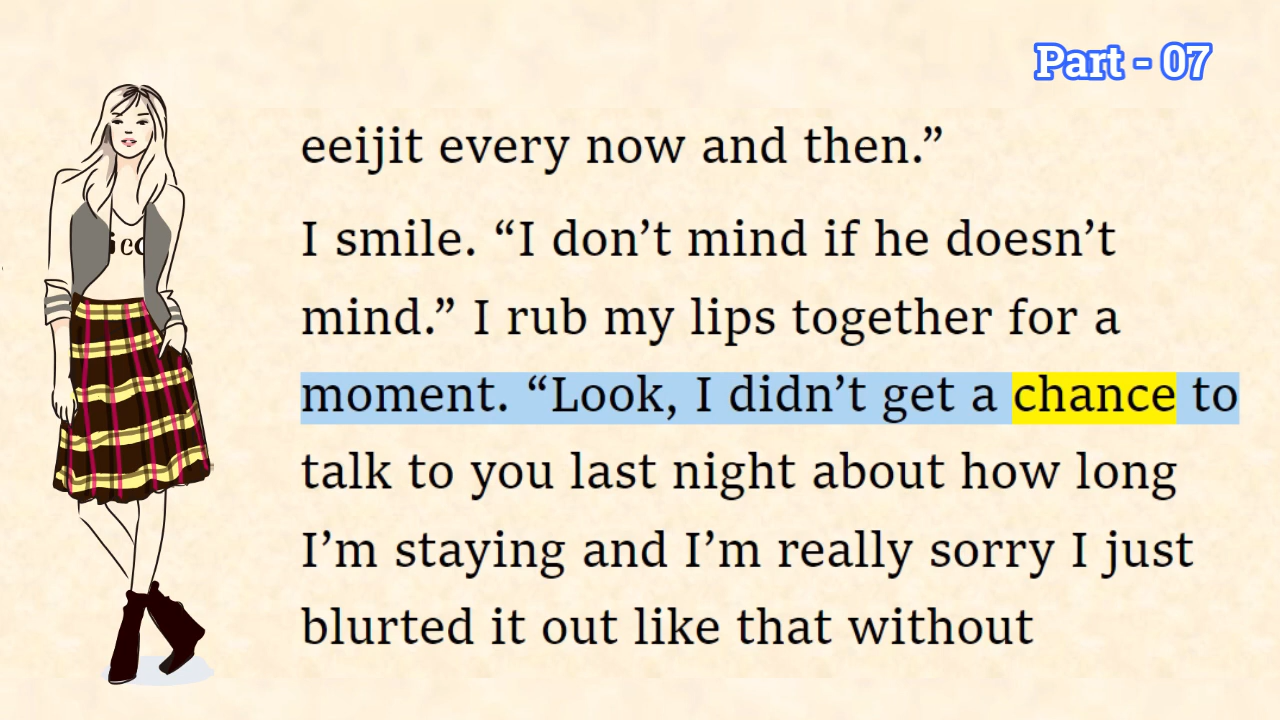 Part - 07
eeijit every now and then.”
I smile. “I don’t mind if he doesn’t
mind.” I rub my lips together for a
moment. “Look, I didn’t get a chance to
talk to you last night about how long
I’m staying and I’m really sorry I just
blurted it out like that without